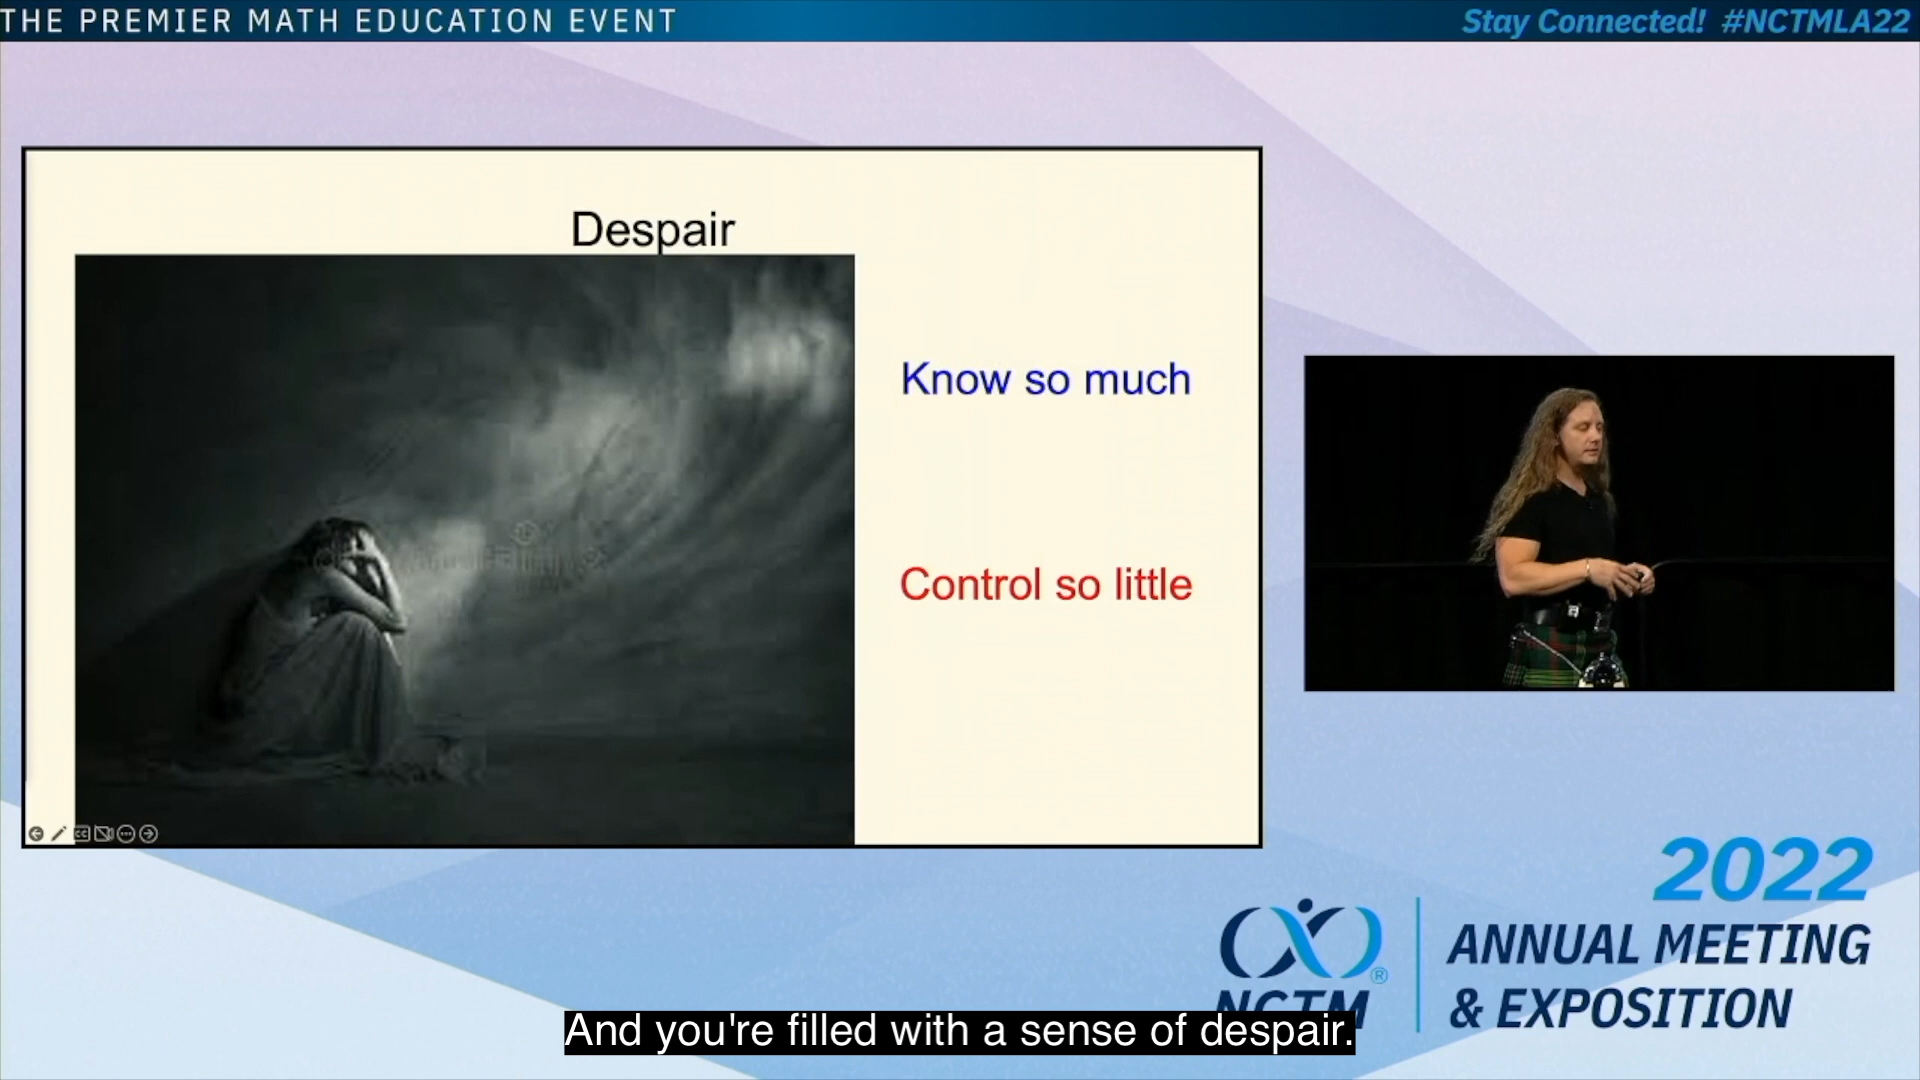 THE PREMIER MATH EDUCATION EVENT
Stay Connected! #NCTMLA22
Despair
Know so much
Control so little
2022
NCTM®
ANNUAL MEETING
& EXPOSITION
And you're filled with a sense of despair.